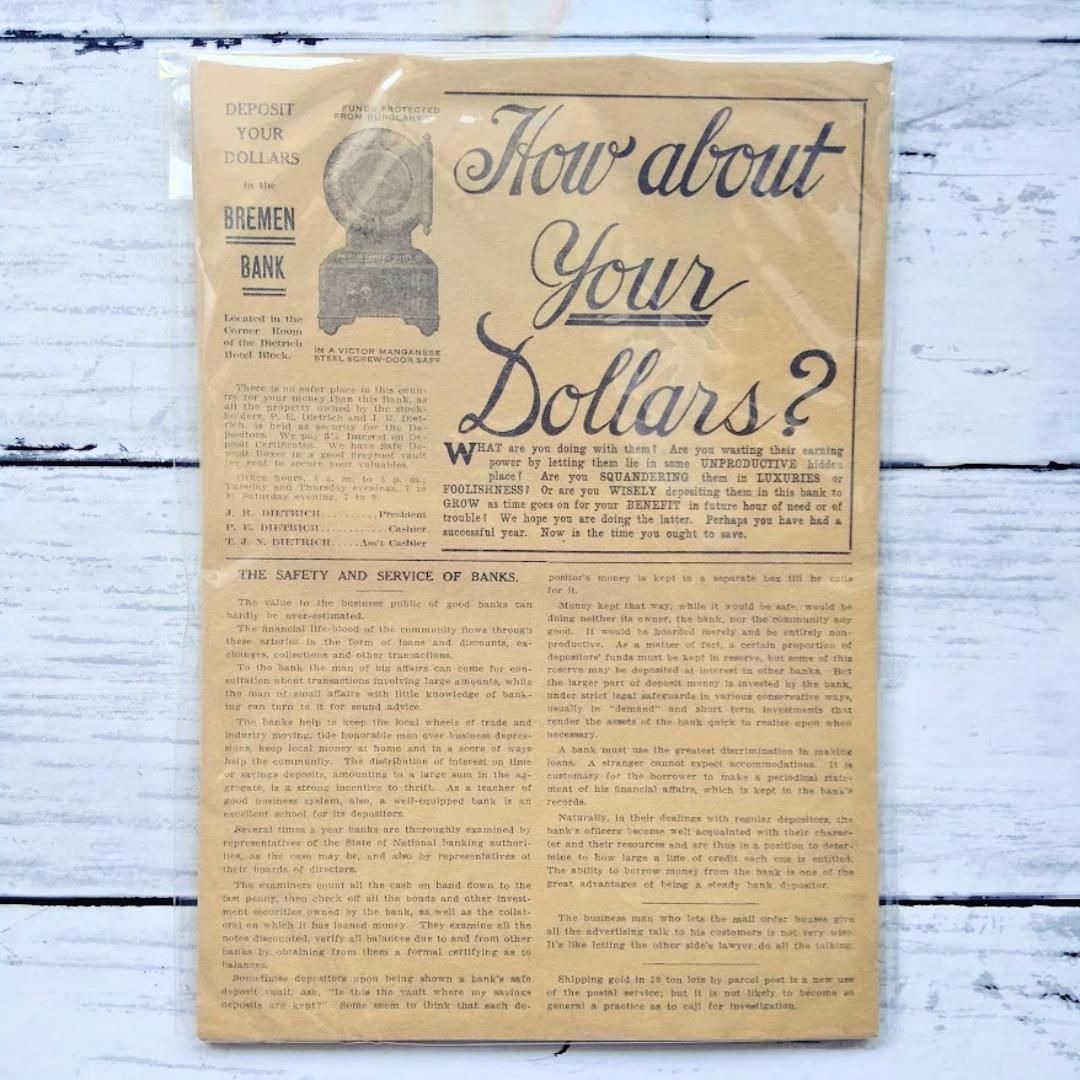 DEPOSIT
YOUR
DOLLARS
in the
BREMEN
BANK
Located in the
Corner Room
of the Dietrich
Hotel Block.
FUNDS PROTECTED
FROM BURGLARY
IN A VICTOR MANGANESE
STEEL SCREW-DOOR SAFE
There is no safer place in this coun-
try for your money than this Bank, as
all the property owned by the stock-
holders, P. E. Dietrich and J. R. Diet-
rich, is held as security for the De-
positors. We pay 3% Interest on De-
posit Certificates. We have Safe De-
posit Boxes in a good fireproof vault
for rent to secure your valuables.
Office hours, 8 a. m. to 5 p. m.;
Tuesday and Thursday evenings, 7 to
8; Saturday evening, 7 to 9.
J. R. DIETRICH..........President
P. E. DIETRICH...........Cashier
T. J. N. DIETRICH.....Ass't Cashier
How about
Your
Dollars?
WHAT are you doing with them? Are you wasting their earning
power by letting them lie in some UNPRODUCTIVE hidden
place? Are you SQUANDERING them in LUXURIES or
FOOLISHNESS? Or are you WISELY depositing them in this bank to
GROW as time goes on for your BENEFIT in future hour of need or of
trouble? We hope you are doing the latter. Perhaps you have had a
successful year. Now is the time you ought to save.
THE SAFETY AND SERVICE OF BANKS.
The value to the business public of good banks can
hardly be over-estimated.
The financial life-blood of the community flows through
these arteries in the form of loans and discounts, ex-
changes, collections and other transactions.
To the bank the man of big affairs can come for con-
sultation about transactions involving large amounts, while
the man of small affairs with little knowledge of bank-
ing can turn to it for sound advice.
The banks help to keep the local wheels of trade and
industry moving, tide honorable men over business depres-
sions, keep local money at home and in a score of ways
help the community. The distribution of interest on time
or savings deposits, amounting to a large sum in the ag-
gregate, is a strong incentive to thrift. As a teacher of
good business system, also, a well-equipped bank is an
excellent school for its depositors.
Several times a year banks are thoroughly examined by
representatives of the State of National banking authori-
ties, as the case may be, and also by representatives of
their boards of directors.
The examiners count all the cash on hand down to the
last penny, then check off all the bonds and other invest-
ment securities owned by the bank, as well as the collat-
eral on which it has loaned money. They examine all the
notes discounted, verify all balances due to and from other
banks by obtaining from them a formal certifying as to
balances.
Sometimes depositors upon being shown a bank's safe
deposit vault, ask, "Is this the vault where my savings
deposits are kept?" Some seem to think that each de-
positor's money is kept in a separate box till he calls
for it.
Money kept that way, while it would be safe, would be
doing neither its owner, the bank, nor the community any
good. It would be hoarded merely and be entirely non-
productive. As a matter of fact, a certain proportion of
depositors' funds must be kept in reserve, but some of this
reserve may be deposited at interest in other banks. But
the larger part of deposit money is invested by the bank,
under strict legal safeguards in various conservative ways,
usually in "demand" and short term investments that
render the assets of the bank quick to realize upon when
necessary.
A bank must use the greatest discrimination in making
loans. A stranger cannot expect accommodations. It is
customary for the borrower to make a periodical state-
ment of his financial affairs, which is kept in the bank's
records.
Naturally, in their dealings with regular depositors, the
bank's officers become well acquainted with their charac-
ter and their resources and are thus in a position to deter-
mine to how large a line of credit each one is entitled.
The ability to borrow money from the bank is one of the
great advantages of being a steady bank depositor.
The business man who lets the mail order houses give
all the advertising talk to his customers is not very wise.
It's like letting the other side's lawyer do all the talking.
Shipping gold in 26 ton lots by parcel post is a new use
of the postal service; but it is not likely to become so
general a practice as to call for investigation.